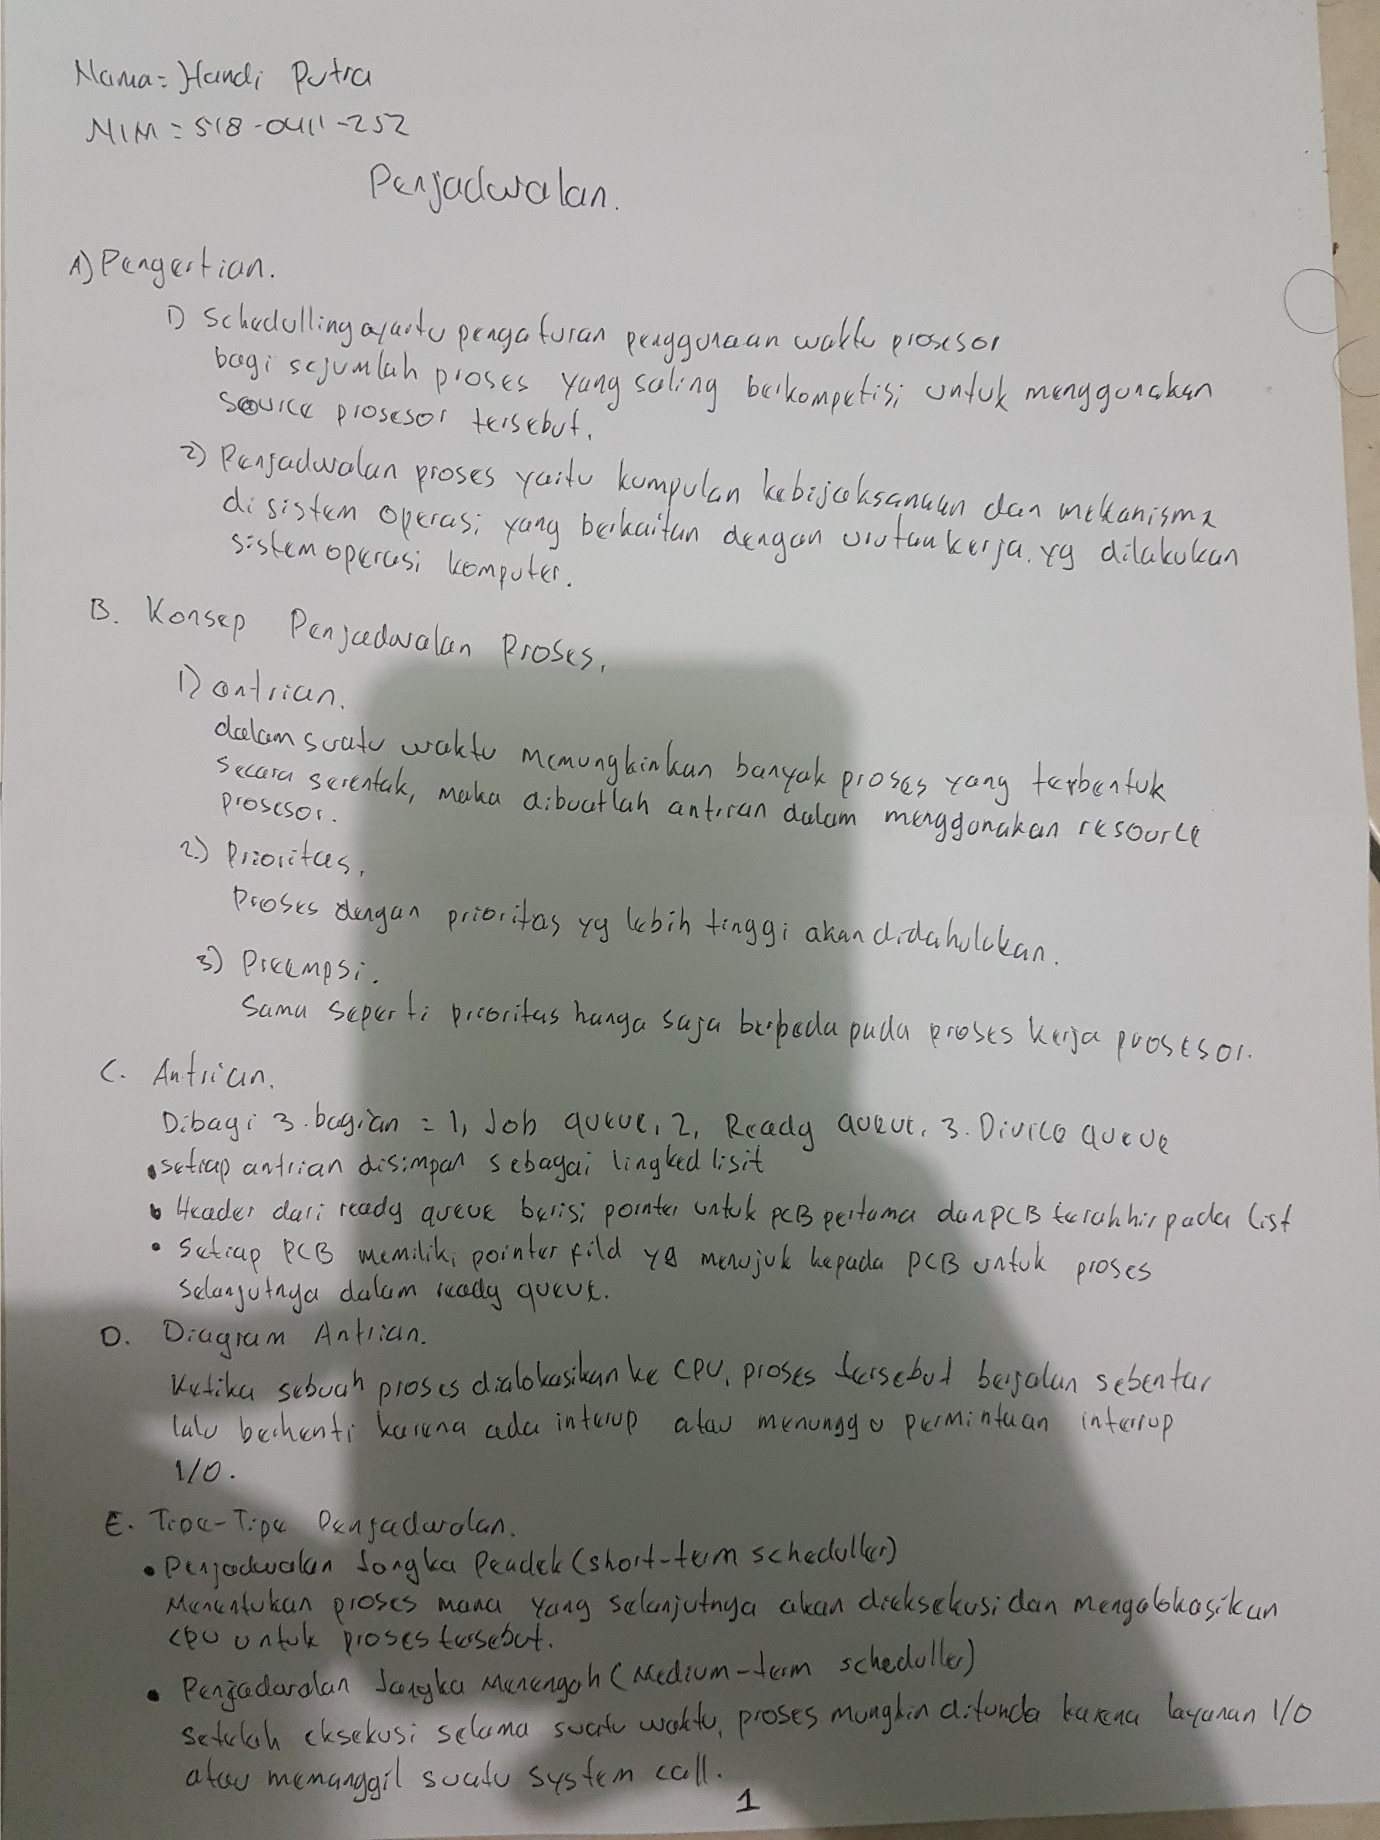 Nama = Handi Putra
NIM = 518-0411-252
Penjadwalan.
A) Pengertian.
1) Schedulling yaitu pengaturan penggunaan waktu prosesor
bagi sejumlah proses yang saling berkompetisi untuk menggunakan
source prosesor tersebut.
2) Penjadwalan proses yaitu kumpulan kebijaksanaan dan mekanisme
di sistem operasi yang berkaitan dengan urutan kerja yg dilakukan
sistem operasi komputer.
B. Konsep Penjadwalan Proses.
1) antrian.
dalam suatu waktu memungkinkan banyak proses yang terbentuk
secara serentak, maka dibuatlah antrian dalam menggunakan resource
prosesor.
2.) Prioritas.
Proses dengan prioritas yg lebih tinggi akan didahulukan.
3) Preempsi.
Sama seperti prioritas hanya saja berbeda pada proses kerja prosesor.
C. Antrian.
Dibagi 3. bagian = 1, Job queue, 2, Ready queue, 3. Divice queue
• setiap antrian disimpan sebagai lingked lisit
• Header dari ready queue berisi pointer untuk PCB pertama dan PCB terakhir pada list
• Setiap PCB memiliki pointer fild yg menujuk kepada PCB untuk proses
selanjutnya dalam ready queue.
D. Diagram Antrian.
Ketika sebuah proses dialokasikan ke CPU, proses tersebut berjalan sebentar
lalu berhenti karena ada interup atau menunggu permintaan interrup
I/O.
E. Tipe-Tipe Penjadwalan.
• Penjadwalan Jangka Pendek (short-term scheduller)
Menentukan proses mana yang selanjutnya akan dieksekusi dan mengalokasikan
CPU untuk proses tersebut.
• Penjadwalan Jangka Menengah (Medium-term scheduller)
Setelah eksekusi selama suatu waktu, proses mungkin ditunda karena layanan I/O
atau memanggil suatu system call.
1